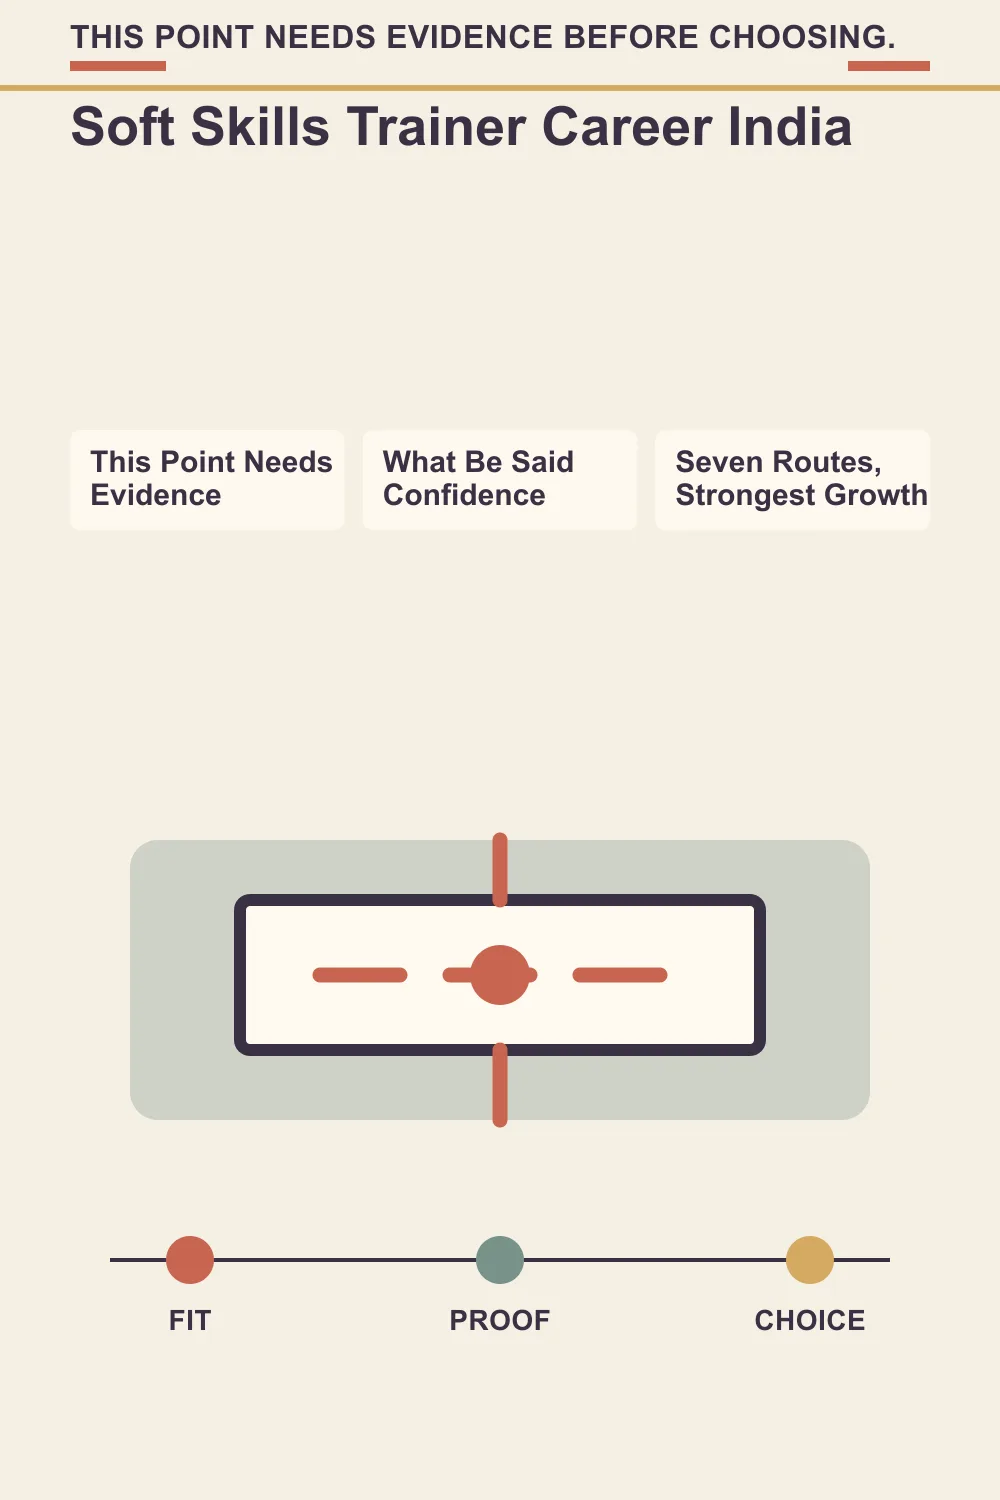 THIS POINT NEEDS EVIDENCE BEFORE CHOOSING.
Soft Skills Trainer Career India
This Point Needs
Evidence
What Be Said
Confidence
Seven Routes,
Strongest Growth
FIT
PROOF
CHOICE